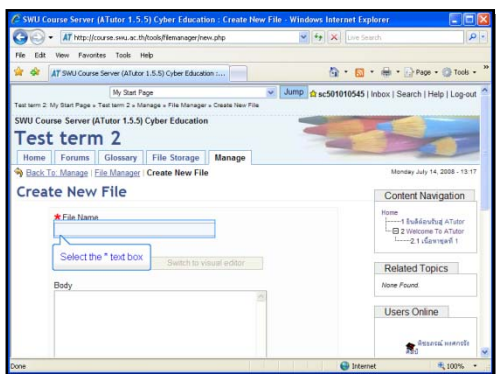 SWU Course Server (ATutor 1.5.5) Cyber Education : Create New File - Windows Internet Explorer
http://course.swu.ac.th/tools/filemanager/new.php
Live Search
File Edit View Favorites Tools Help
SWU Course Server (ATutor 1.5.5) Cyber Education :...
Page Tools
My Start Page Jump sc501010545 | Inbox | Search | Help | Log-out
Test term 2: My Start Page » Test term 2 » Manage » File Manager » Create New File
SWU Course Server (ATutor 1.5.5) Cyber Education
Test term 2
Home Forums Glossary File Storage Manage
Back To: Manage | File Manager | Create New File
Monday July 14, 2008 - 13:17
Create New File
Content Navigation
File Name
Home
1 ยินดีต้อนรับสู่ ATutor
2 Welcome To ATutor
2.1 เนื้อหาชุดที่ 1
Select the * text box
Switch to visual editor
Related Topics
None Found.
Body
Users Online
Done
Internet
100%